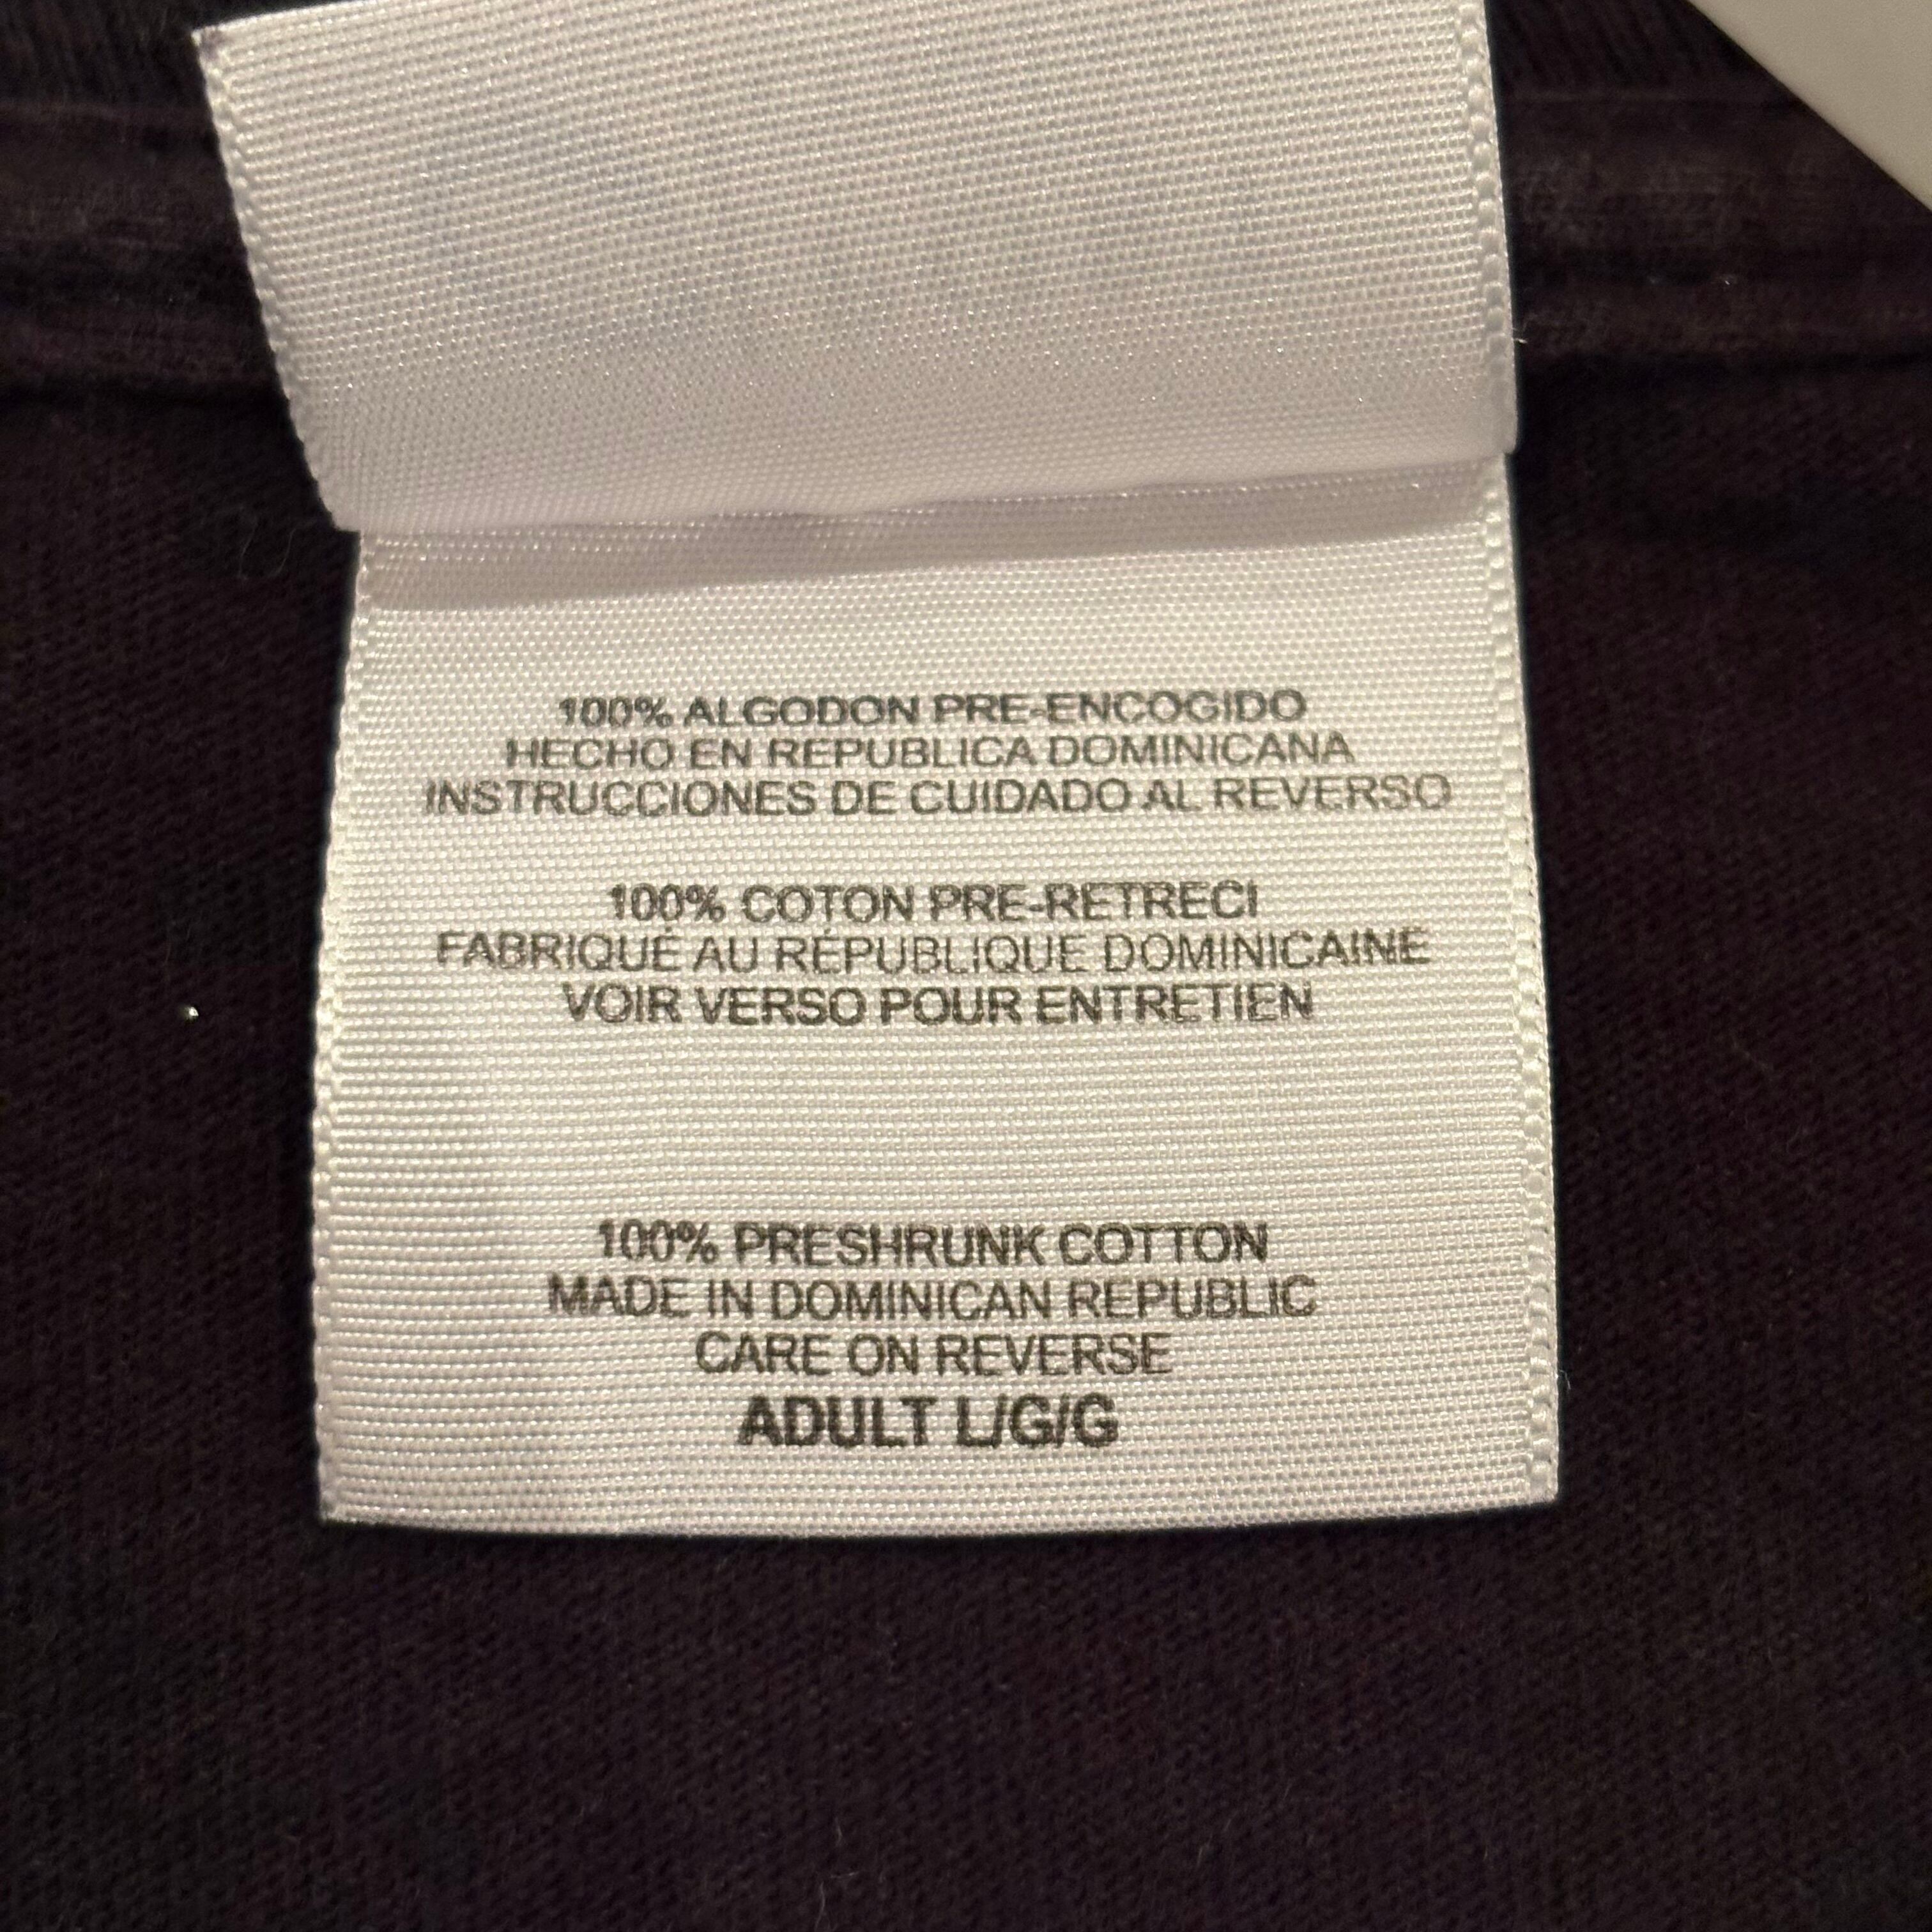 100% ALGODON PRE-ENCOGIDO
HECHO EN REPUBLICA DOMINICANA
INSTRUCCIONES DE CUIDADO AL REVERSO
100% COTON PRE-RETRECI
FABRIQUÉ AU RÉPUBLIQUE DOMINICAINE
VOIR VERSO POUR ENTRETIEN
100% PRESHRUNK COTTON
MADE IN DOMINICAN REPUBLIC
CARE ON REVERSE
ADULT L/G/G